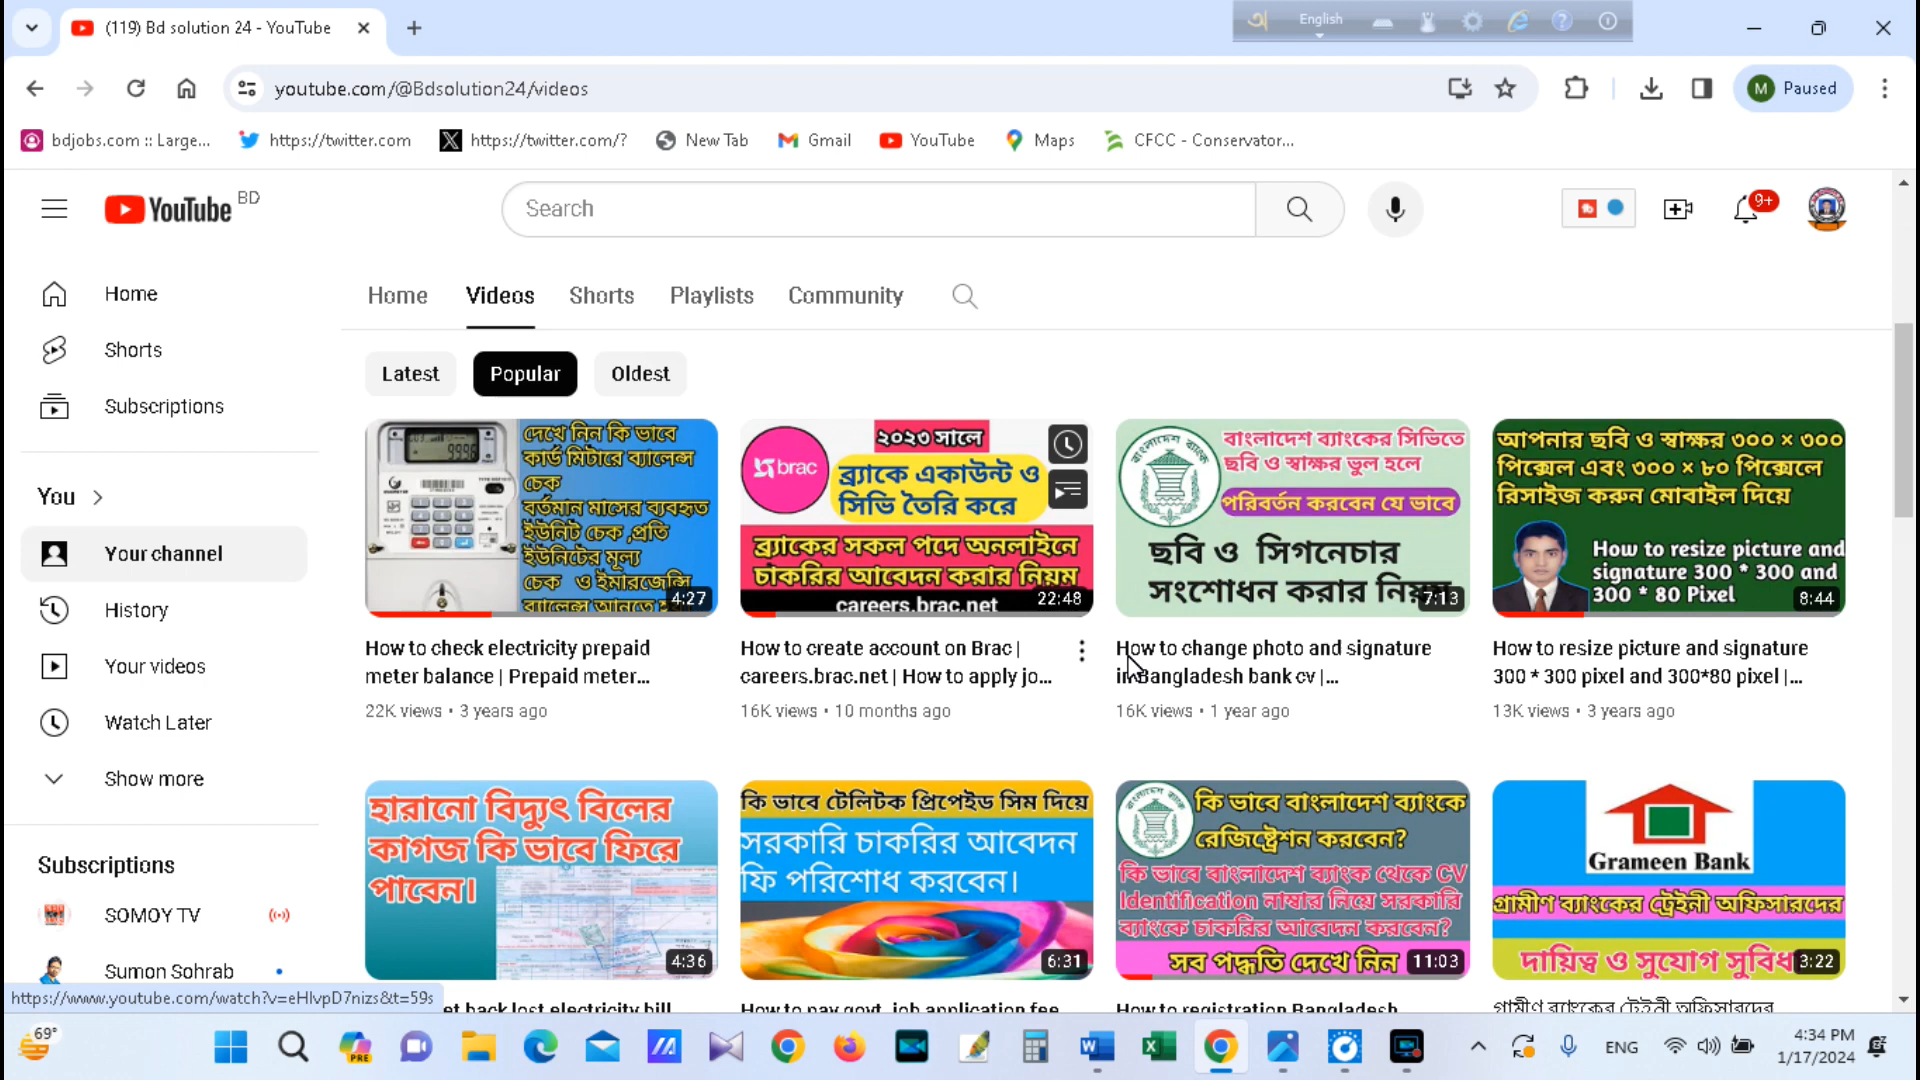 (119) Bd solution 24 - YouTube
English
youtube.com/@Bdsolution24/videos
M Paused
bdjobs.com :: Large...
https://twitter.com
https://twitter.com/?
New Tab
Gmail
YouTube
Maps
CFCC - Conservator...
YouTube BD
Search
9+
Home
Shorts
Subscriptions
You
Your channel
History
Your videos
Watch Later
Show more
Subscriptions
SOMOY TV
Sumon Sohrab
Home Videos Shorts Playlists Community
Latest Popular Oldest
দেখে নিন কি ভাবে
কার্ড মিটারে ব্যালেন্স
চেক
বর্তমান মাসের ব্যবহৃত
ইউনিট চেক ,প্রতি
ইউনিটের মূল্য
চেক ও ইমারজেন্সি
ব্যালেন্স আনতে হয়
9998
4:27
How to check electricity prepaid
meter balance | Prepaid meter...
22K views • 3 years ago
২০২৩ সালে
brac
ব্র্যাকে একাউন্ট ও
সিভি তৈরি করে
ব্র্যাকের সকল পদে অনলাইনে
চাকরির আবেদন করার নিয়ম
careers.brac.net
22:48
How to create account on Brac |
careers.brac.net | How to apply jo...
16K views • 10 months ago
বাংলাদেশ ব্যাংকের সিভিতে
ছবি ও স্বাক্ষর ভুল হলে
পরিবর্তন করবেন যে ভাবে
ছবি ও সিগনেচার
সংশোধন করার নিয়ম
7:13
How to change photo and signature
in Bangladesh bank cv |...
16K views • 1 year ago
আপনার ছবি ও স্বাক্ষর ৩০০ × ৩০০
পিক্সেল এবং ৩০০ × ৮০ পিক্সেলে
রিসাইজ করুন মোবাইল দিয়ে
How to resize picture and
signature 300 * 300 and
300 * 80 Pixel
8:44
How to resize picture and signature
300 * 300 pixel and 300*80 pixel |...
13K views • 3 years ago
হারানো বিদ্যুৎ বিলের
কাগজ কি ভাবে ফিরে
পাবেন।
4:36
et back lost electricity bill
কি ভাবে টেলিটক প্রিপেইড সিম দিয়ে
সরকারি চাকরির আবেদন
ফি পরিশোধ করবেন।
6:31
How to pay govt. job application fee
কি ভাবে বাংলাদেশ ব্যাংকে
রেজিষ্ট্রেশন করবেন?
কি ভাবে বাংলাদেশ ব্যাংক থেকে CV
Identification নাম্বার নিয়ে সরকারি
ব্যাংকে চাকরির আবেদন করবেন?
সব পদ্ধতি দেখে নিন
11:03
How to registration Bangladesh
Grameen Bank
গ্রামীণ ব্যাংকের ট্রেইনী অফিসারদের
দায়িত্ব ও সুযোগ সুবিধা
3:22
গ্রামীণ ব্যাংকের ট্রেইনী অফিসারদের
https://www.youtube.com/watch?v=eHlvpD7nizs&t=59s
69°
PRE
ENG
4:34 PM
1/17/2024